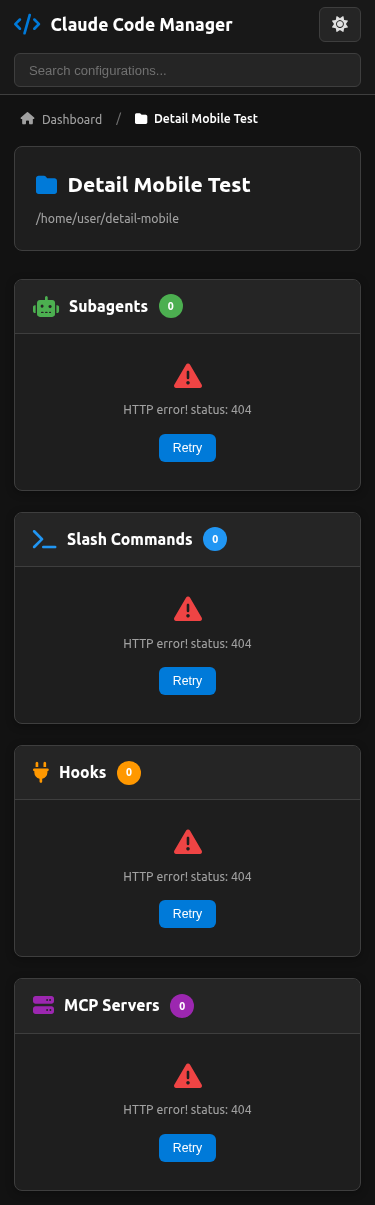 Claude Code Manager
Search configurations...
Dashboard / Detail Mobile Test
Detail Mobile Test
/home/user/detail-mobile
Subagents 0
HTTP error! status: 404
Retry
Slash Commands 0
HTTP error! status: 404
Retry
Hooks 0
HTTP error! status: 404
Retry
MCP Servers 0
HTTP error! status: 404
Retry